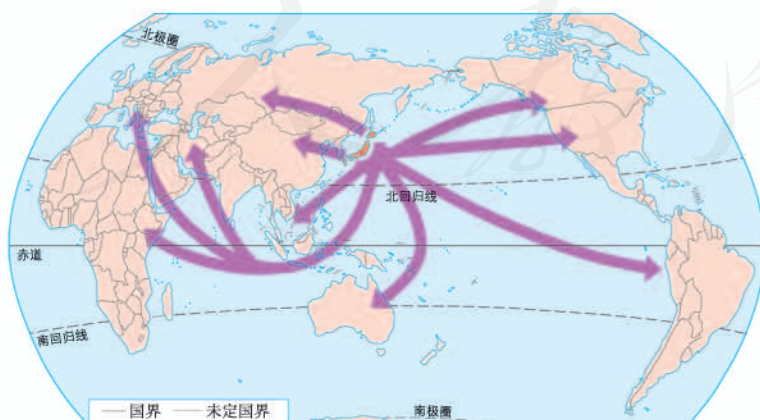 北极圈
北回归线
赤道
南回归线
南极圈
国界 未定国界